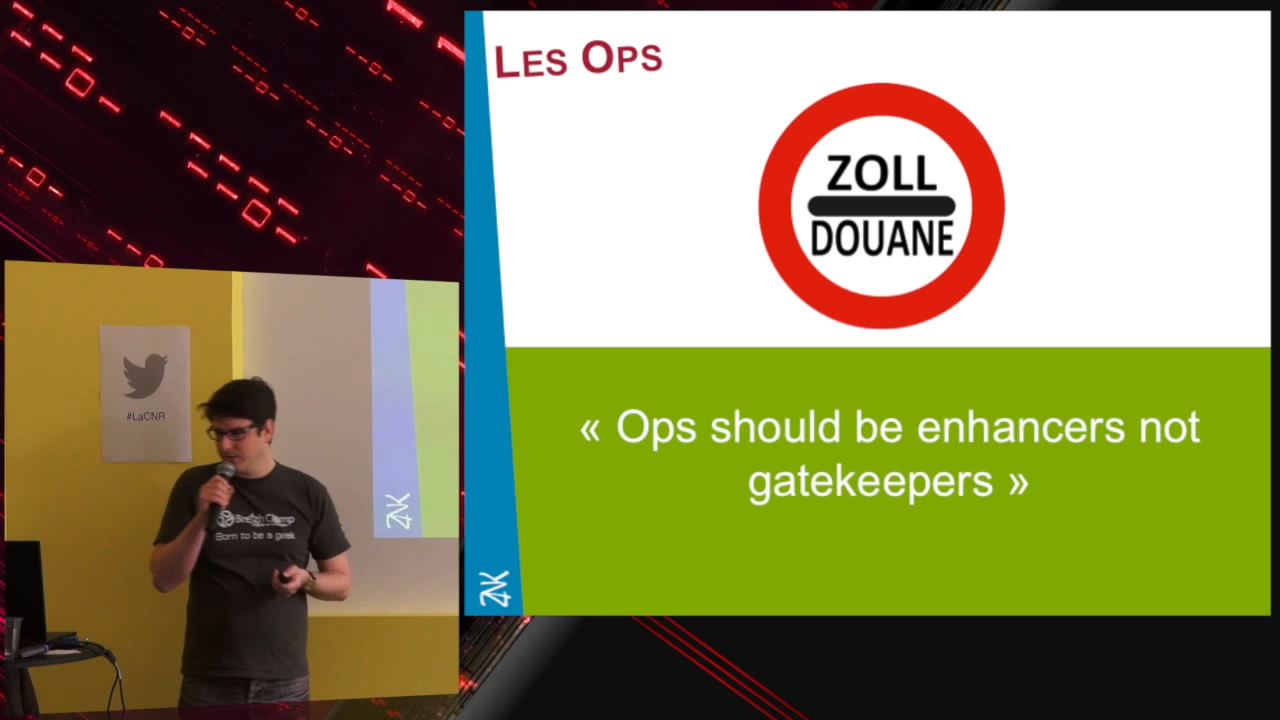 LES OPS
ZOLL
DOUANE
« Ops should be enhancers not
gatekeepers »
#LaCNR
Born to be a geek